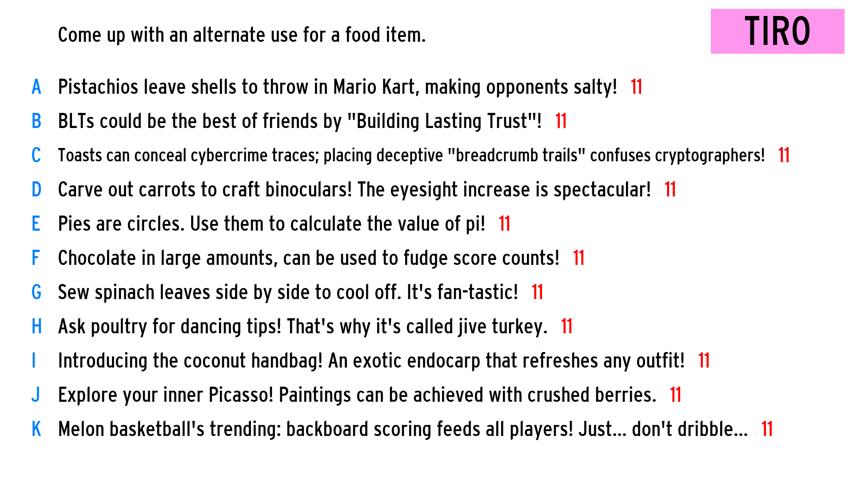 Come up with an alternate use for a food item.
TIRO
A Pistachios leave shells to throw in Mario Kart, making opponents salty! 11
B BLTs could be the best of friends by "Building Lasting Trust"! 11
C Toasts can conceal cybercrime traces; placing deceptive "breadcrumb trails" confuses cryptographers! 11
D Carve out carrots to craft binoculars! The eyesight increase is spectacular! 11
E Pies are circles. Use them to calculate the value of pi! 11
F Chocolate in large amounts, can be used to fudge score counts! 11
G Sew spinach leaves side by side to cool off. It's fan-tastic! 11
H Ask poultry for dancing tips! That's why it's called jive turkey. 11
I Introducing the coconut handbag! An exotic endocarp that refreshes any outfit! 11
J Explore your inner Picasso! Paintings can be achieved with crushed berries. 11
K Melon basketball's trending: backboard scoring feeds all players! Just... don't dribble... 11